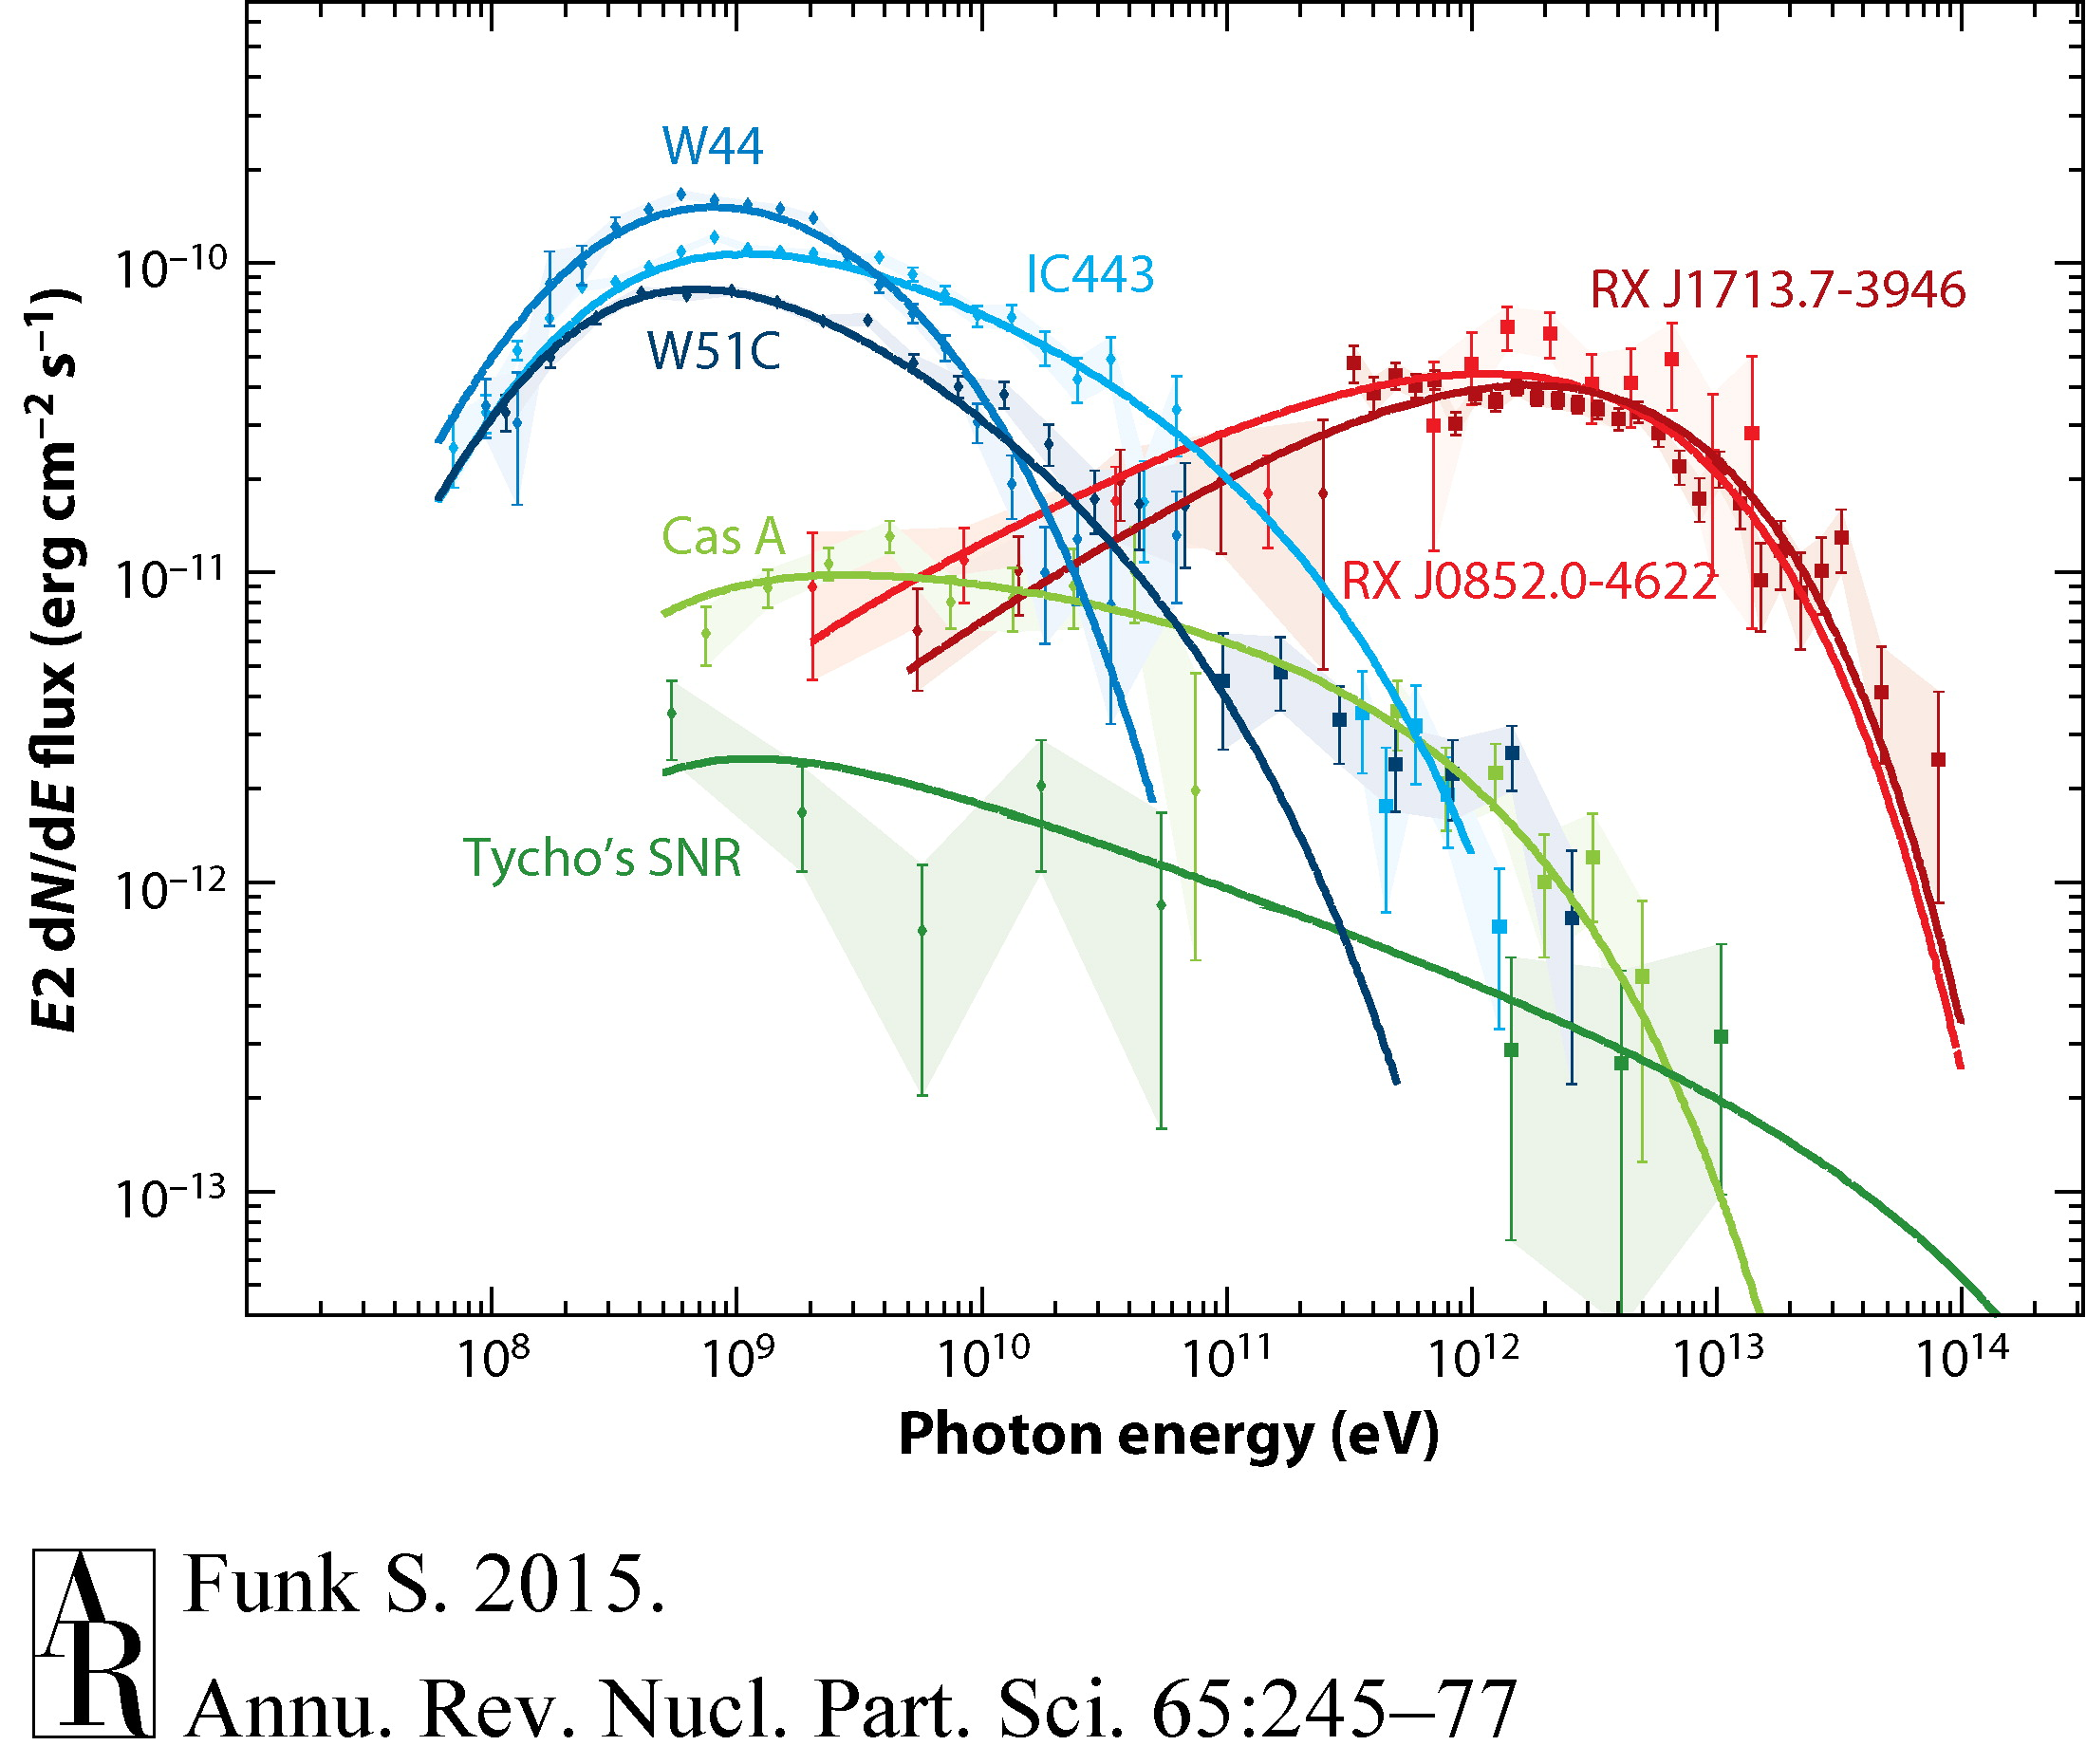 W44
IC443
W51C
RX J1713.7-3946
Cas A
RX J0852.0-4622
Tycho’s SNR
E2 dN/dE flux (erg cm⁻² s⁻¹)
10⁻¹⁰
10⁻¹¹
10⁻¹²
10⁻¹³
10⁸ 10⁹ 10¹⁰ 10¹¹ 10¹² 10¹³ 10¹⁴
Photon energy (eV)
AR
Funk S. 2015.
Annu. Rev. Nucl. Part. Sci. 65:245–77